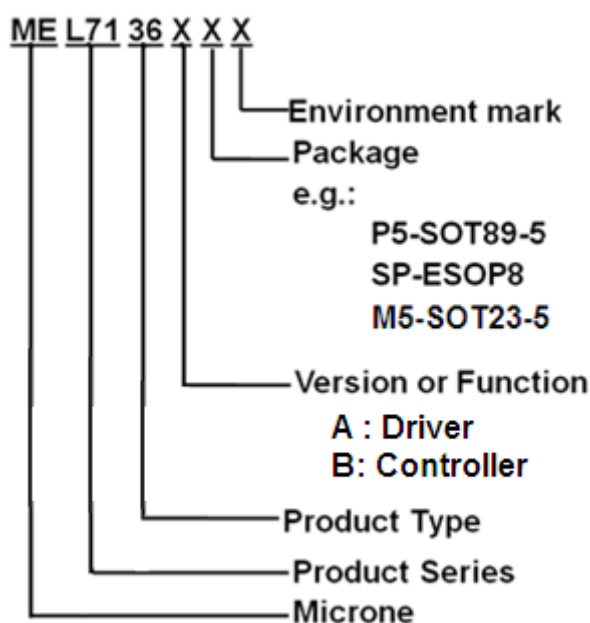 ME L71 36 X X X
Environment mark
Package
e.g.:
P5-SOT89-5
SP-ESOP8
M5-SOT23-5
Version or Function
A : Driver
B: Controller
Product Type
Product Series
Microne